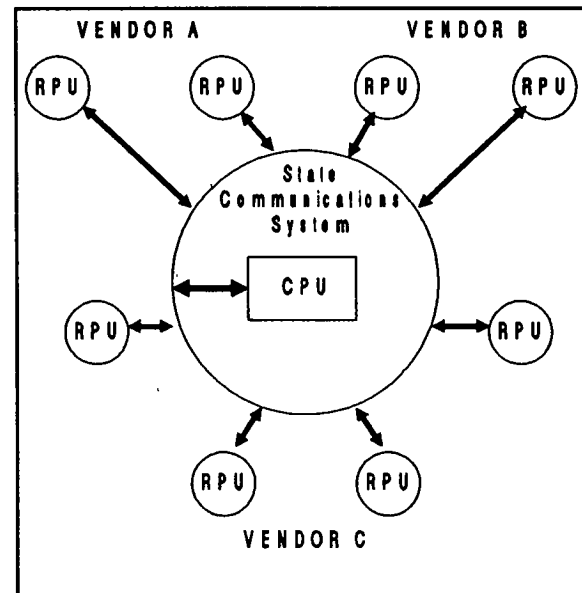 VENDOR A VENDOR B
RPU RPU RPU RPU
State
Communications
System
CPU
RPU RPU
RPU RPU
VENDOR C